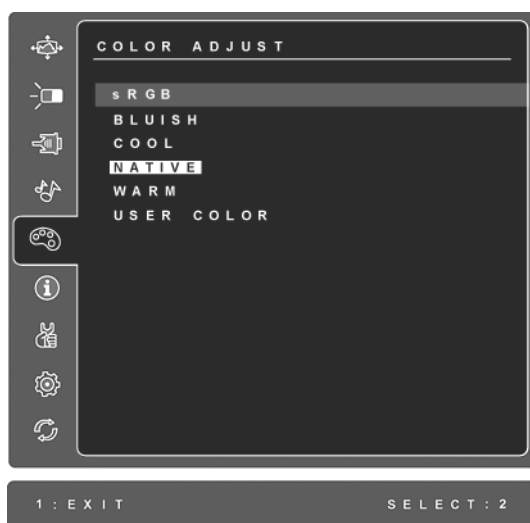 COLOR ADJUST
sRGB
BLUISH
COOL
NATIVE
WARM
USER COLOR
1:EXIT SELECT:2